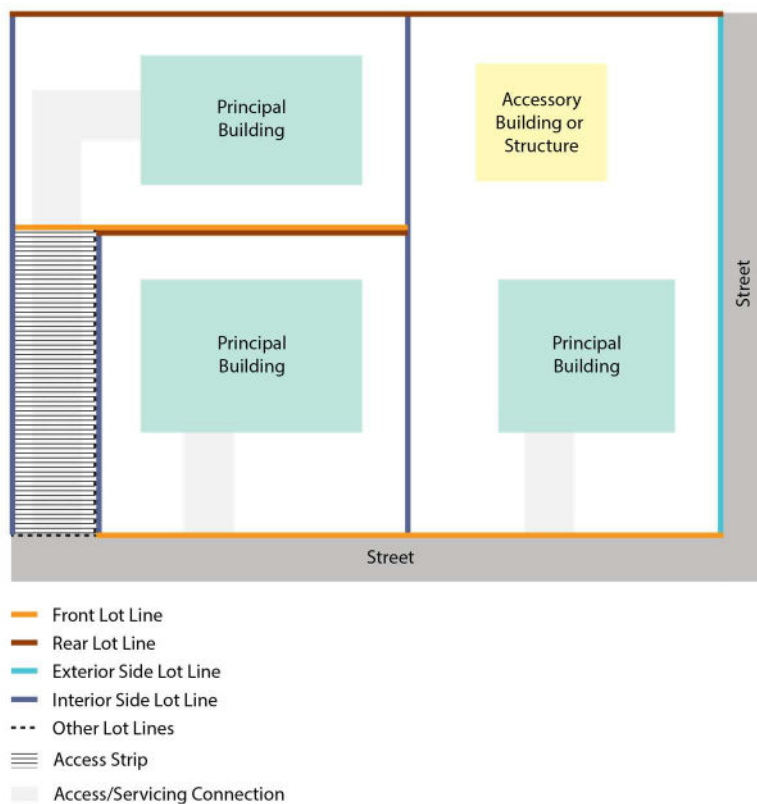 Principal
Building
Accessory
Building or
Structure
Principal
Building
Principal
Building
Street
Street
Front Lot Line
Rear Lot Line
Exterior Side Lot Line
Interior Side Lot Line
Other Lot Lines
Access Strip
Access/Servicing Connection